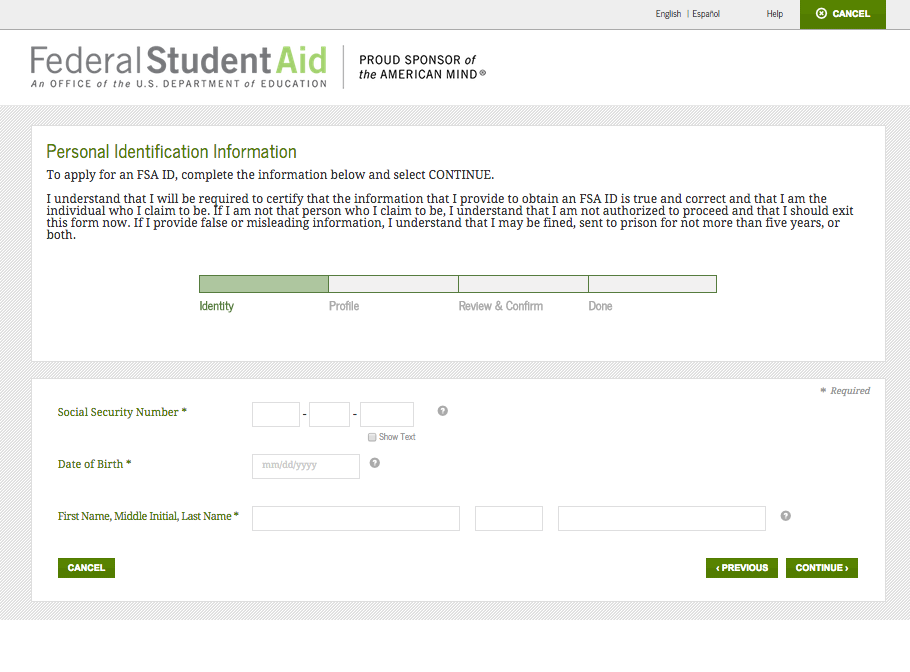 English | Español Help CANCEL
Federal Student Aid
An OFFICE of the U.S. DEPARTMENT of EDUCATION
PROUD SPONSOR of
the AMERICAN MIND®
Personal Identification Information
To apply for an FSA ID, complete the information below and select CONTINUE.
I understand that I will be required to certify that the information that I provide to obtain an FSA ID is true and correct and that I am the
individual who I claim to be. If I am not that person who I claim to be, I understand that I am not authorized to proceed and that I should exit
this form now. If I provide false or misleading information, I understand that I may be fined, sent to prison for not more than five years, or
both.
Identity Profile Review & Confirm Done
* Required
Social Security Number * - - ?
Show Text
Date of Birth * mm/dd/yyyy ?
First Name, Middle Initial, Last Name * ?
CANCEL ‹ PREVIOUS CONTINUE ›